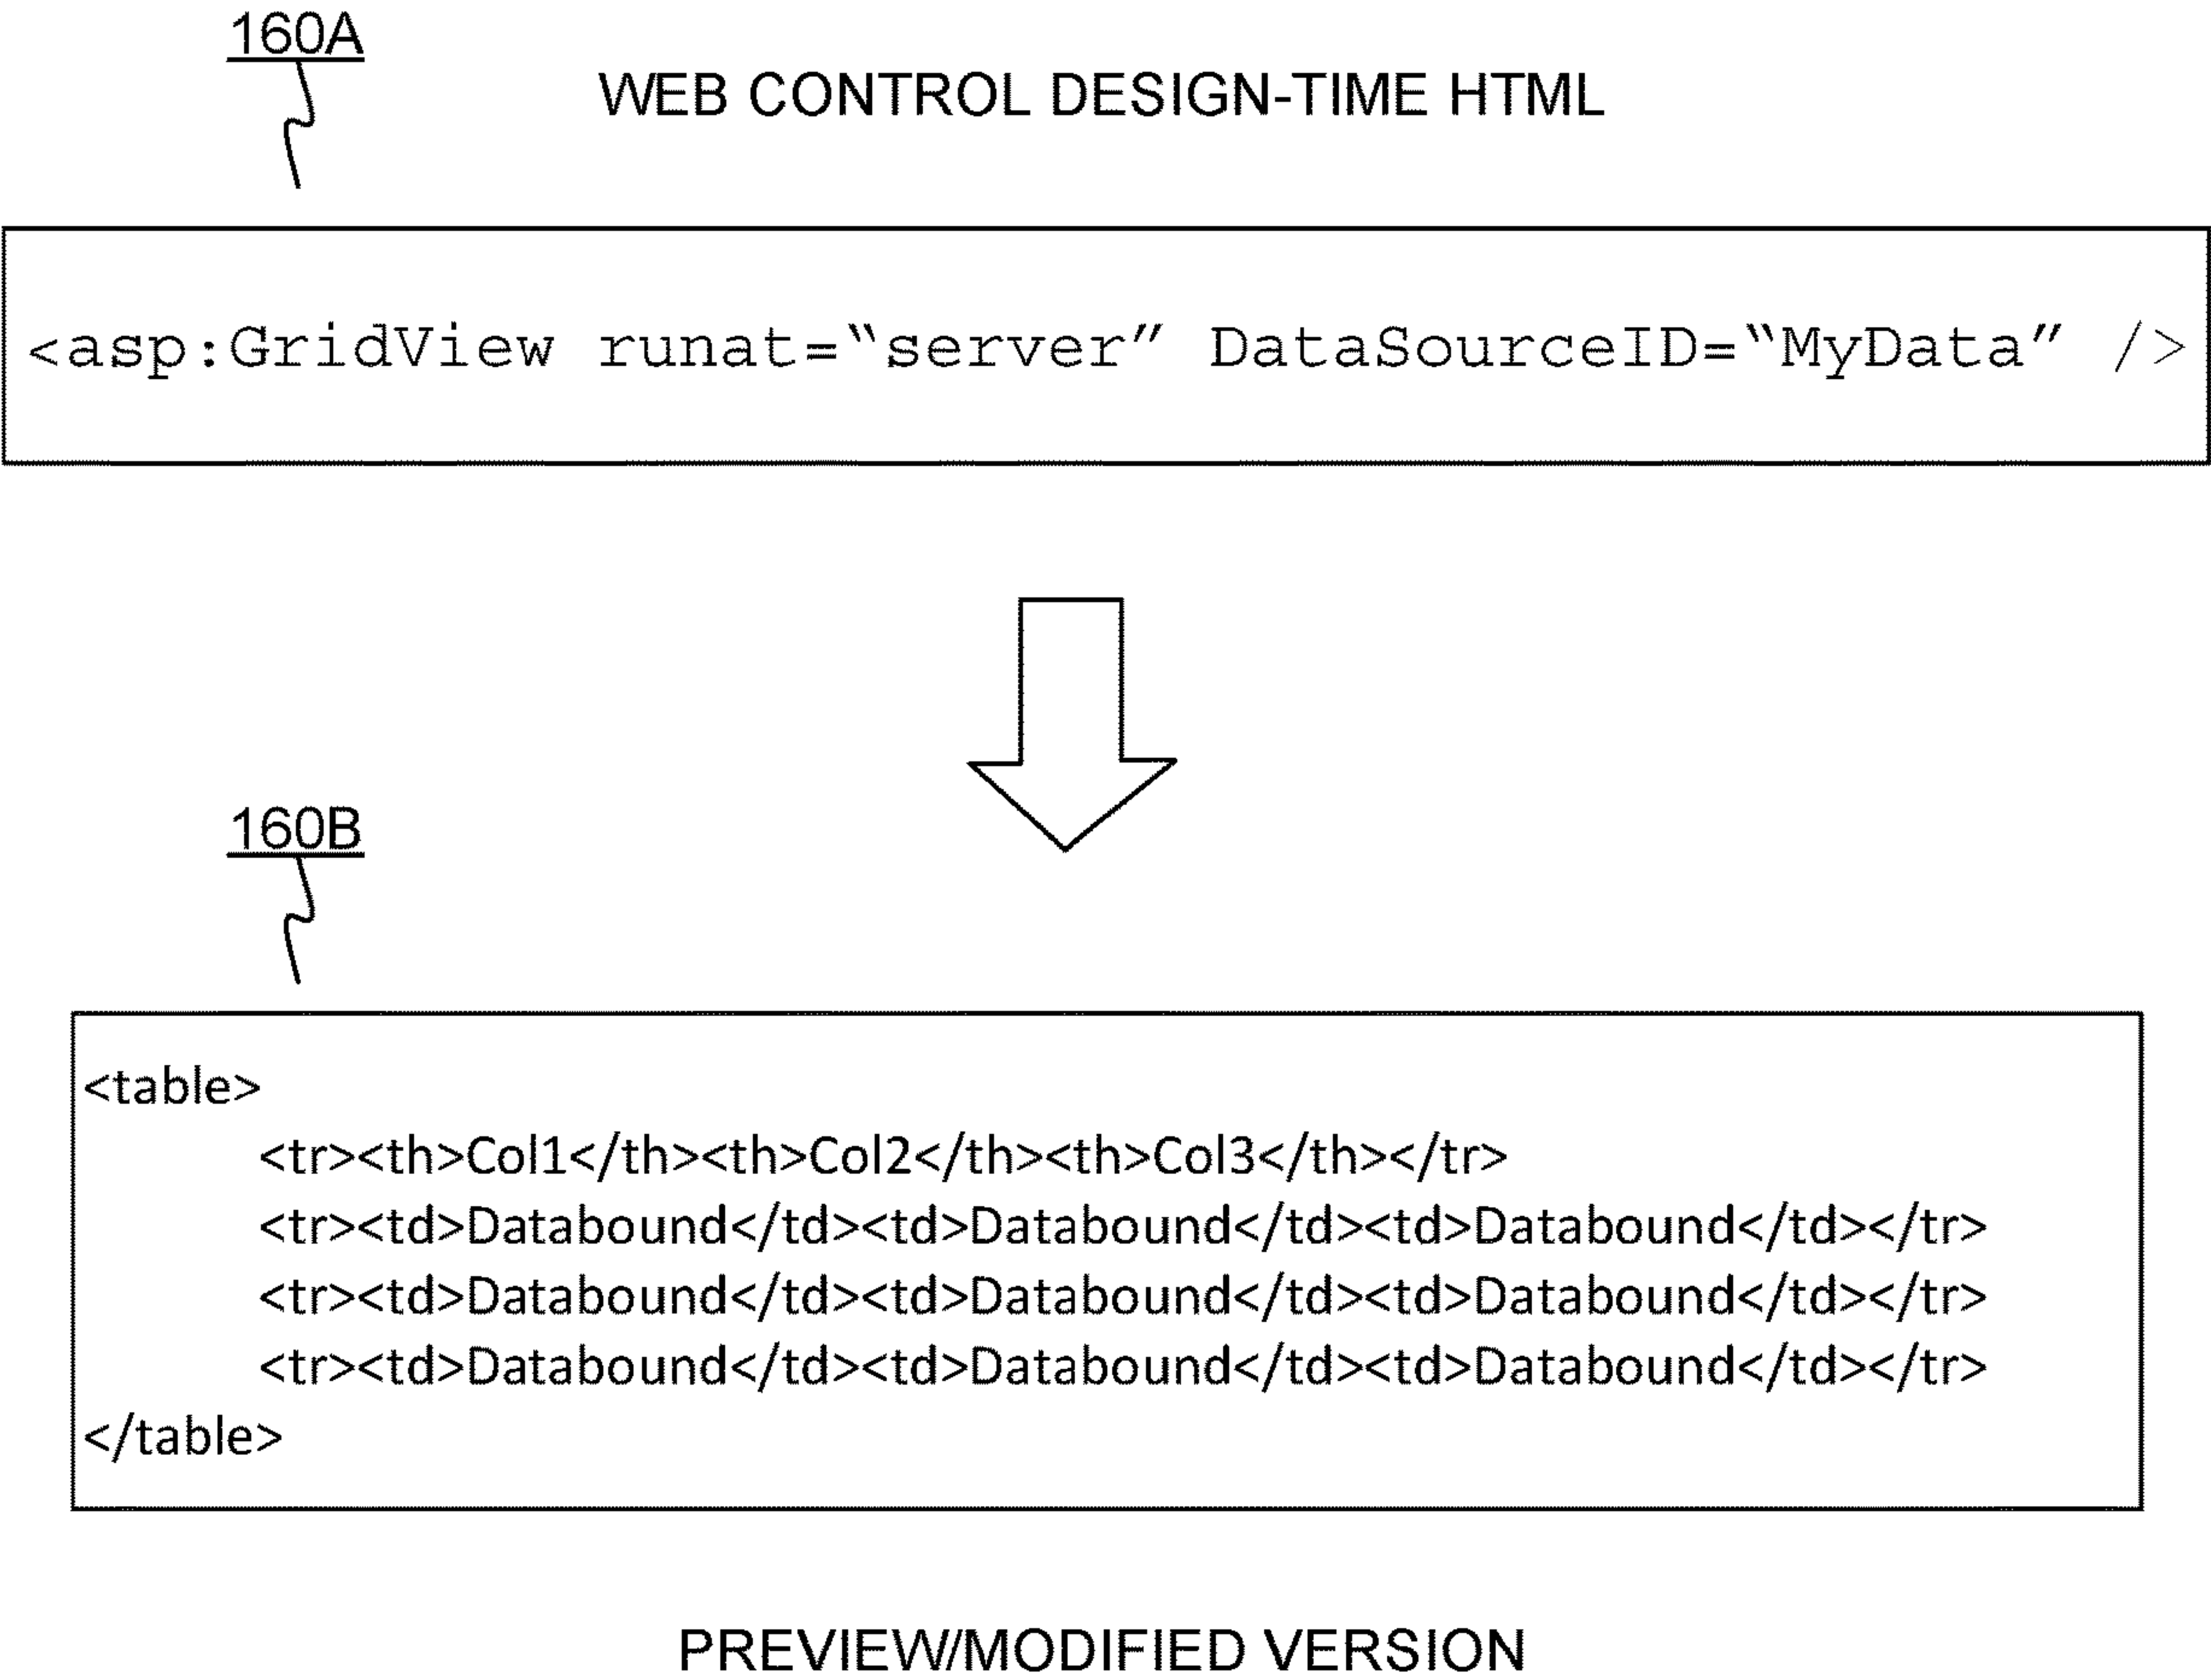 160A
WEB CONTROL DESIGN-TIME HTML
<asp:GridView runat=“server” DataSourceID=“MyData” />
160B
<table>
<tr><th>Col1</th><th>Col2</th><th>Col3</th></tr>
<tr><td>Databound</td><td>Databound</td><td>Databound</td></tr>
<tr><td>Databound</td><td>Databound</td><td>Databound</td></tr>
<tr><td>Databound</td><td>Databound</td><td>Databound</td></tr>
</table>
PREVIEW/MODIFIED VERSION